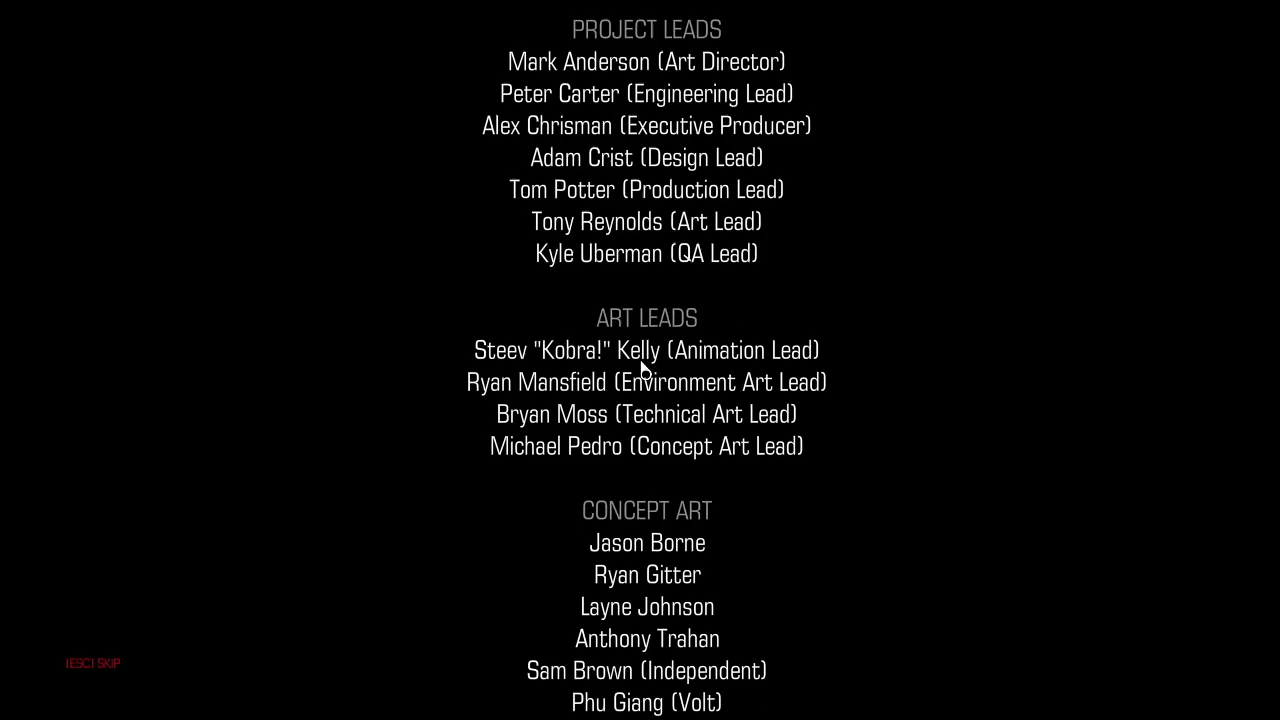 PROJECT LEADS
Mark Anderson (Art Director)
Peter Carter (Engineering Lead)
Alex Chrisman (Executive Producer)
Adam Crist (Design Lead)
Tom Potter (Production Lead)
Tony Reynolds (Art Lead)
Kyle Uberman (QA Lead)
ART LEADS
Steev "Kobra!" Kelly (Animation Lead)
Ryan Mansfield (Environment Art Lead)
Bryan Moss (Technical Art Lead)
Michael Pedro (Concept Art Lead)
CONCEPT ART
Jason Borne
Ryan Gitter
Layne Johnson
Anthony Trahan
Sam Brown (Independent)
Phu Giang (Volt)
[ESC] SKIP